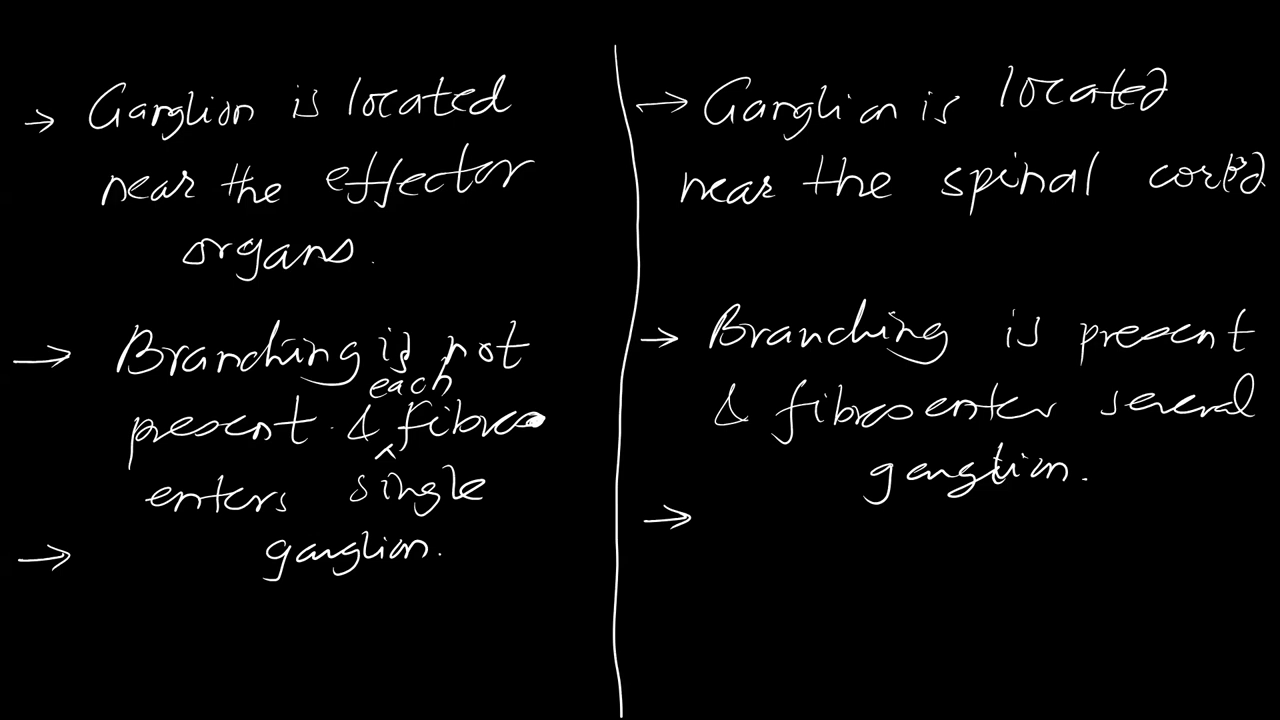 → Ganglion is located
near the effector
organs.
→ Branching is not
present & each fibre
enters single
ganglion.
→
→ Ganglion is located
near the spinal cord
→ Branching is present
& fibres enter several
ganglion.
→